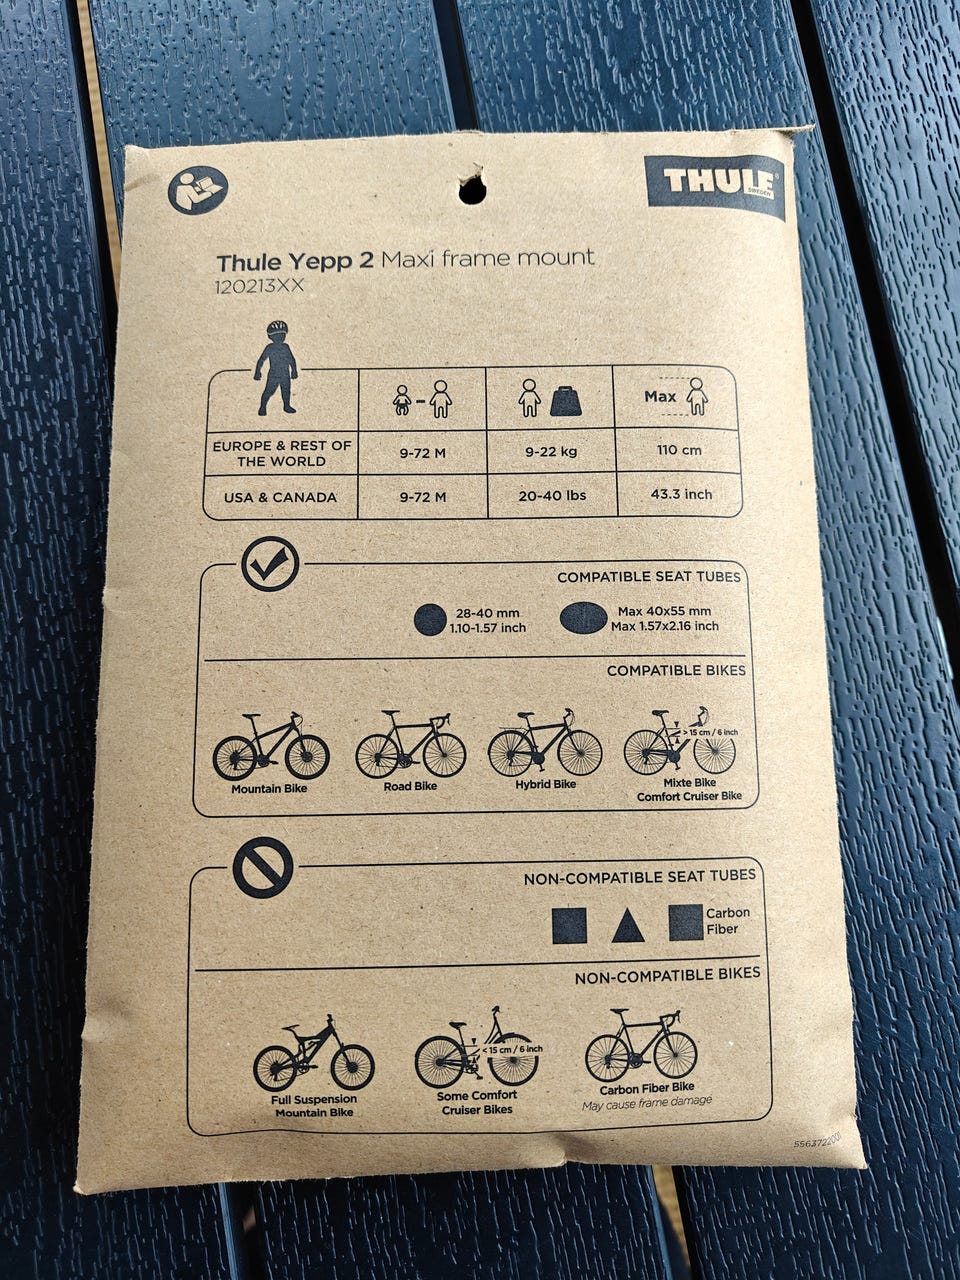 THULE
SWEDEN
Thule Yepp 2 Maxi frame mount
120213XX
Max
EUROPE & REST OF
THE WORLD
9-72 M
9-22 kg
110 cm
USA & CANADA
9-72 M
20-40 lbs
43.3 inch
COMPATIBLE SEAT TUBES
28-40 mm
1.10-1.57 inch
Max 40x55 mm
Max 1.57x2.16 inch
COMPATIBLE BIKES
> 15 cm / 6 inch
Mountain Bike
Road Bike
Hybrid Bike
Mixte Bike
Comfort Cruiser Bike
NON-COMPATIBLE SEAT TUBES
Carbon
Fiber
NON-COMPATIBLE BIKES
< 15 cm / 6 inch
Full Suspension
Mountain Bike
Some Comfort
Cruiser Bikes
Carbon Fiber Bike
May cause frame damage
5563722001